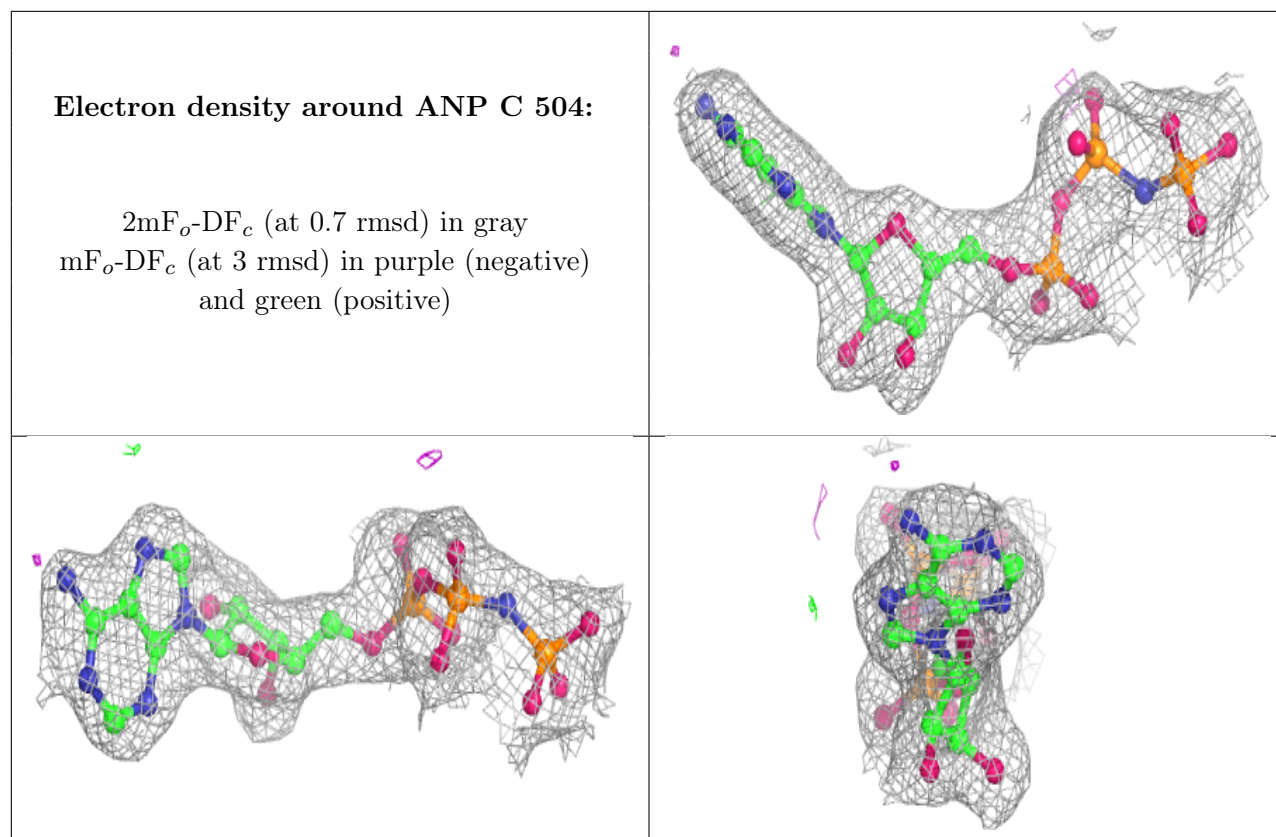 Electron density around ANP C 504:
2mFo-DFc (at 0.7 rmsd) in gray
mFo-DFc (at 3 rmsd) in purple (negative)
and green (positive)